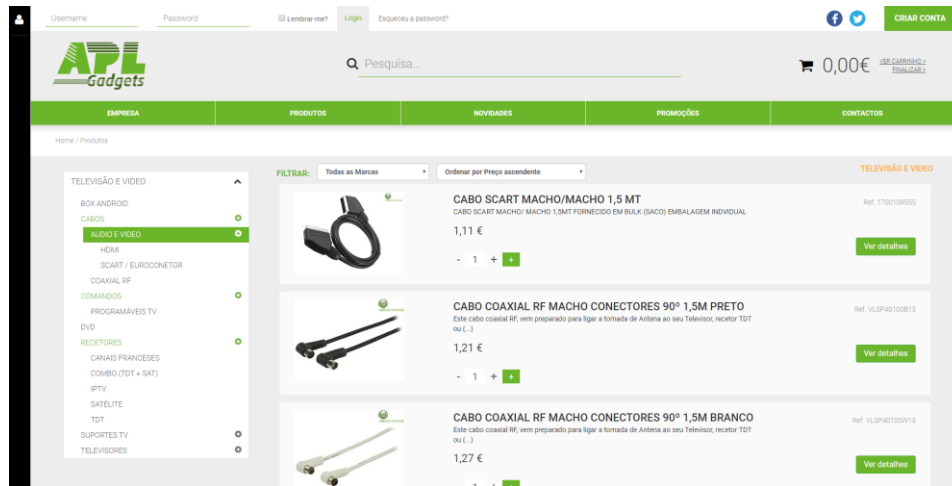 Username Password Lembrar-me? Login Esqueceu a password? CRIAR CONTA
APL
Gadgets
Pesquisa...
0,00€
VER CARRINHO >
FINALIZAR >
EMPRESA PRODUTOS NOVIDADES PROMOÇÕES CONTACTOS
Home / Produtos
TELEVISÃO E VIDEO
BOX ANDROID
CABOS
AUDIO E VIDEO
HDMI
SCART / EUROCONETOR
COAXIAL RF
COMANDOS
PROGRAMÁVEIS TV
DVD
RECETORES
CANAIS FRANCESES
COMBO (TDT + SAT)
IPTV
SATÉLITE
TDT
SUPORTES TV
TELEVISORES
FILTRAR: Todas as Marcas Ordenar por Preço ascendente
TELEVISÃO E VIDEO
CABO SCART MACHO/MACHO 1,5 MT
CABO SCART MACHO/ MACHO 1,5MT FORNECIDO EM BULK (SACO) EMBALAGEM INDVIDUAL
1,11 €
- 1 + +
Ref. 1700109555
Ver detalhes
CABO COAXIAL RF MACHO CONECTORES 90º 1,5M PRETO
Este cabo coaxial RF, vem preparado para ligar a tomada de Antena ao seu Televisor, recetor TDT
ou (...)
1,21 €
- 1 + +
Ref. VLSP40100B15
Ver detalhes
CABO COAXIAL RF MACHO CONECTORES 90º 1,5M BRANCO
Este cabo coaxial RF, vem preparado para ligar a tomada de Antena ao seu Televisor, recetor TDT
ou (...)
1,27 €
Ref. VLSP40100W15
Ver detalhes